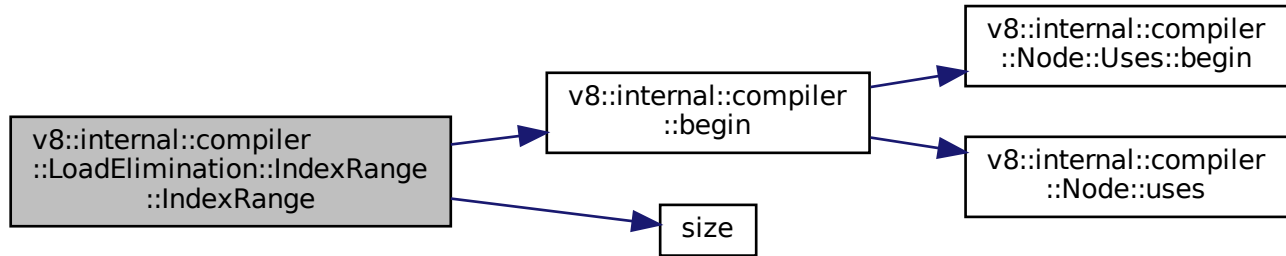 v8::internal::compiler
::LoadElimination::IndexRange
::IndexRange
v8::internal::compiler
::begin
size
v8::internal::compiler
::Node::Uses::begin
v8::internal::compiler
::Node::uses